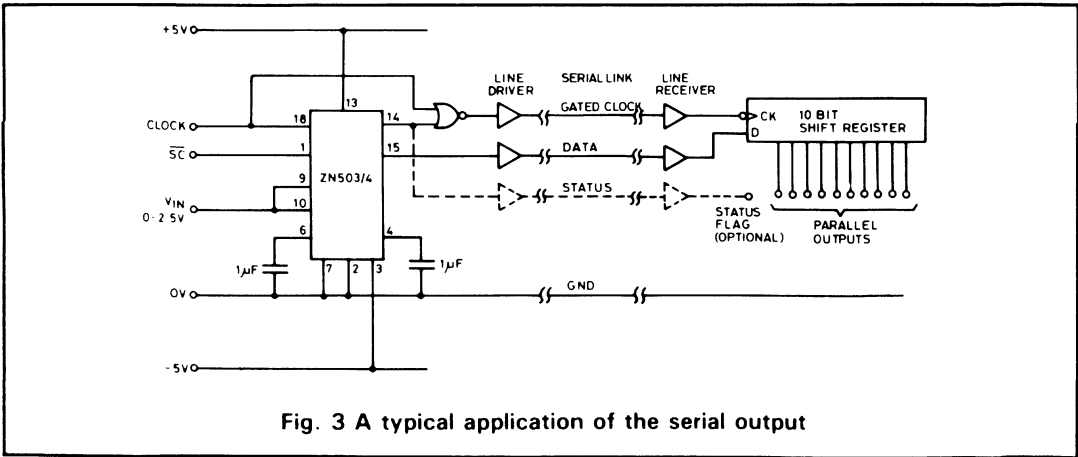 +5V
LINE DRIVER
SERIAL LINK
LINE RECEIVER
13
GATED CLOCK
CLOCK
18
14
CK
10 BIT
SHIFT REGISTER
D
SC
1
15
DATA
ZN503/4
9
STATUS
VIN
0-2 5V
10
STATUS
FLAG
(OPTIONAL)
PARALLEL
OUTPUTS
6
4
1µF
7
2
3
1µF
0V
GND
-5V
Fig. 3 A typical application of the serial output